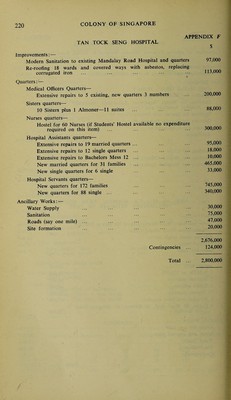 220 COLONY OF SINGAPORE
APPENDIX F
TAN TOCK SENG HOSPITAL
$
Improvements:—
Modern Sanitation to existing Mandalay Road Hospital and quarters 97,000
Re-roofing 18 wards and covered ways with asbestos, replacing
corrugated iron ... 113,000
Quarters:—
Medical Officers Quarters—
Extensive repairs to 5 existing, new quarters 3 numbers ... 200,000
Sisters quarters—
10 Sisters plus 1 Almoner—11 suites ... 88,000
Nurses quarters—
Hostel for 60 Nurses (if Students' Hostel available no expenditure
required on this item) ... 300,000
Hospital Assistants quarters—
Extensive repairs to 19 married quarters ... 95,000
Extensive repairs to 12 single quarters ... 18,000
Extensive repairs to Bachelors Mess 12 ... 10,000
New married quarters for 31 families ... 465,000
New single quarters for 6 single ... 33,000
Hospital Servants quarters—
New quarters for 172 families ... 745,000
New quarter for 88 single ... 340,000
Ancillary Works:—
Water Supply ... 30,000
Sanitation ... 75,000
Roads (say one mile) ... 47,000
Site formation ... 20,000
2,676,000
Contingencies ... 124,000
Total ... 2,800,000